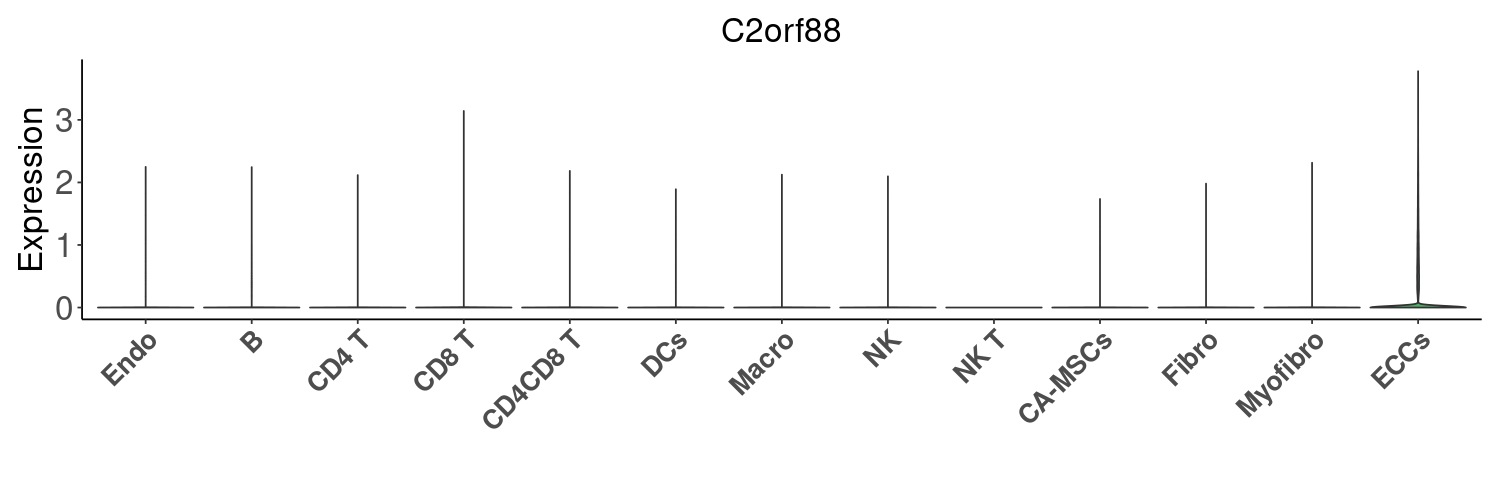 C2orf88
Expression
3
2
1
0
Endo
B
CD4 T
CD8 T
CD4CD8 T
DCs
Macro
NK
NK T
CA-MSCs
Fibro
Myofibro
ECCs